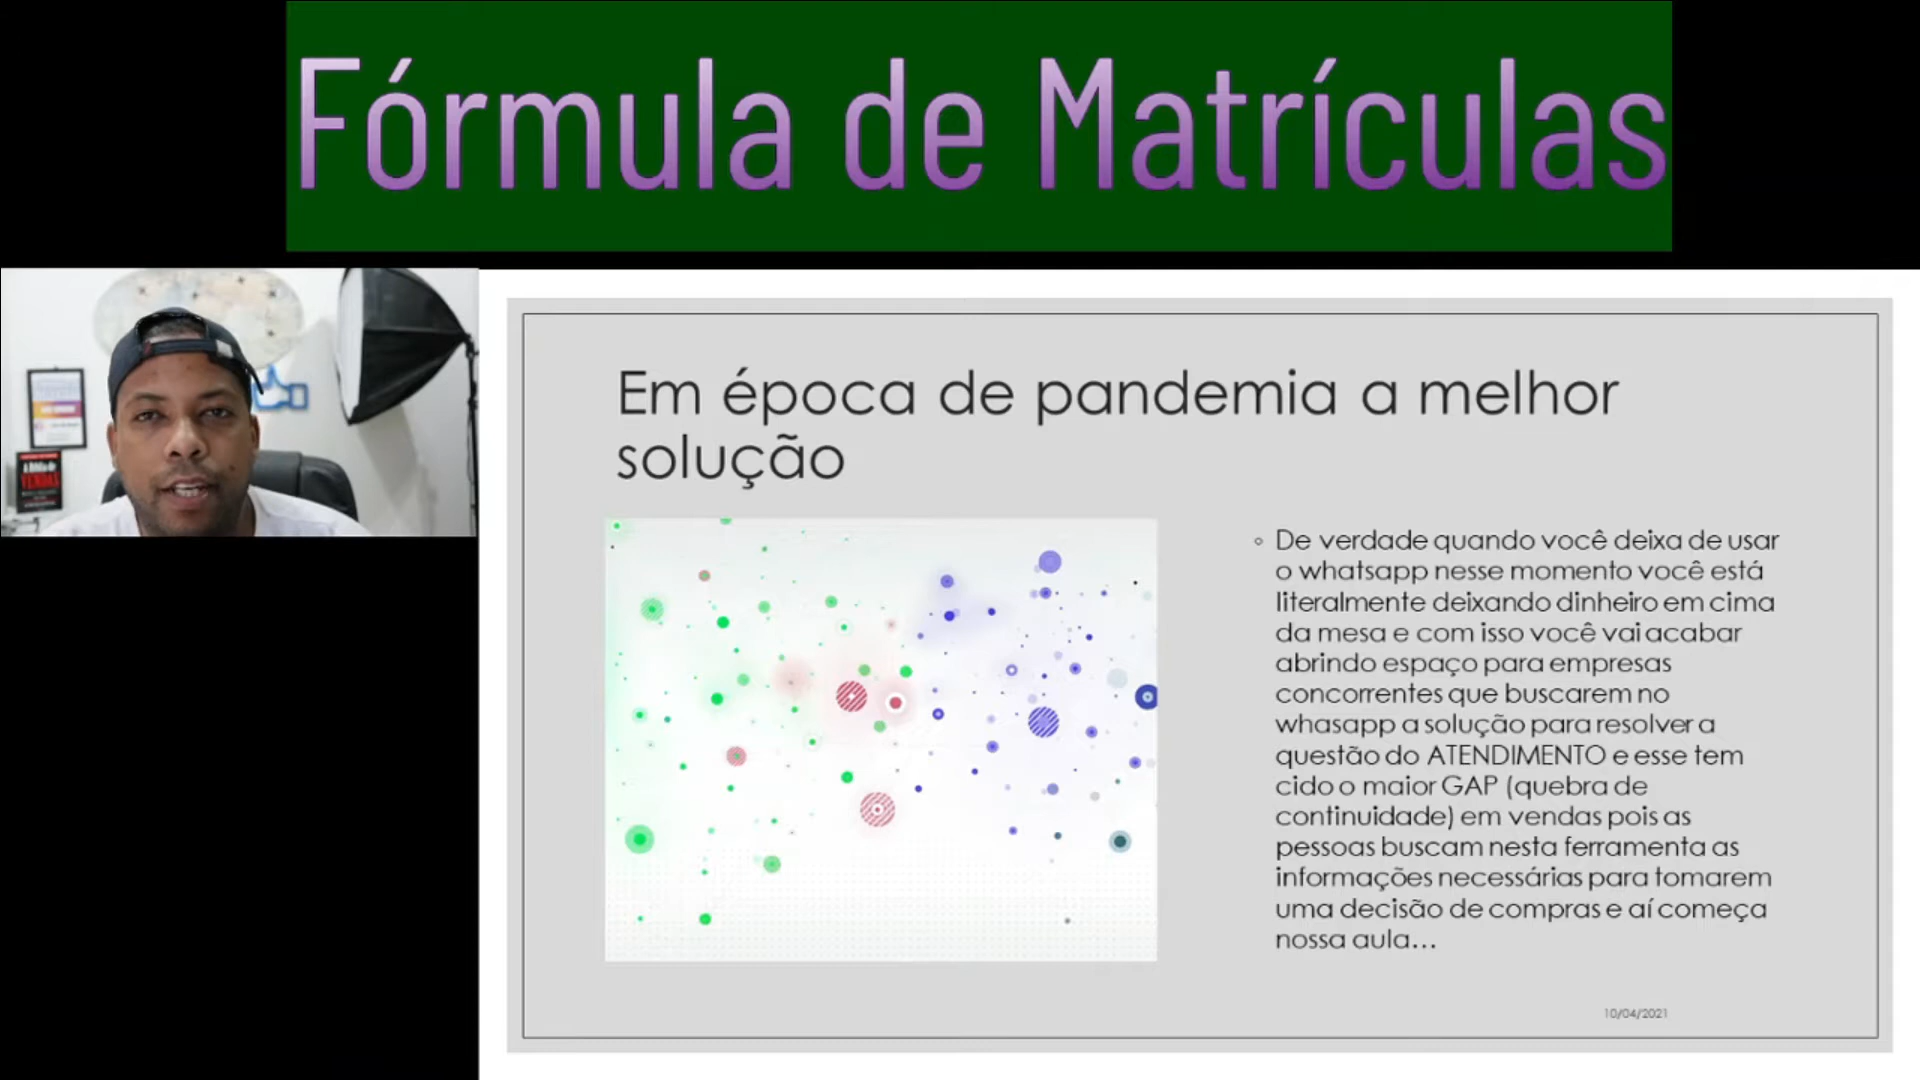 Fórmula de Matrículas
VENDAS
Em época de pandemia a melhor
solução
De verdade quando você deixa de usar
o whatsapp nesse momento você está
literalmente deixando dinheiro em cima
da mesa e com isso você vai acabar
abrindo espaço para empresas
concorrentes que buscarem no
whasapp a solução para resolver a
questão do ATENDIMENTO e esse tem
cido o maior GAP (quebra de
continuidade) em vendas pois as
pessoas buscam nesta ferramenta as
informações necessárias para tomarem
uma decisão de compras e aí começa
nossa aula...
10/04/2021